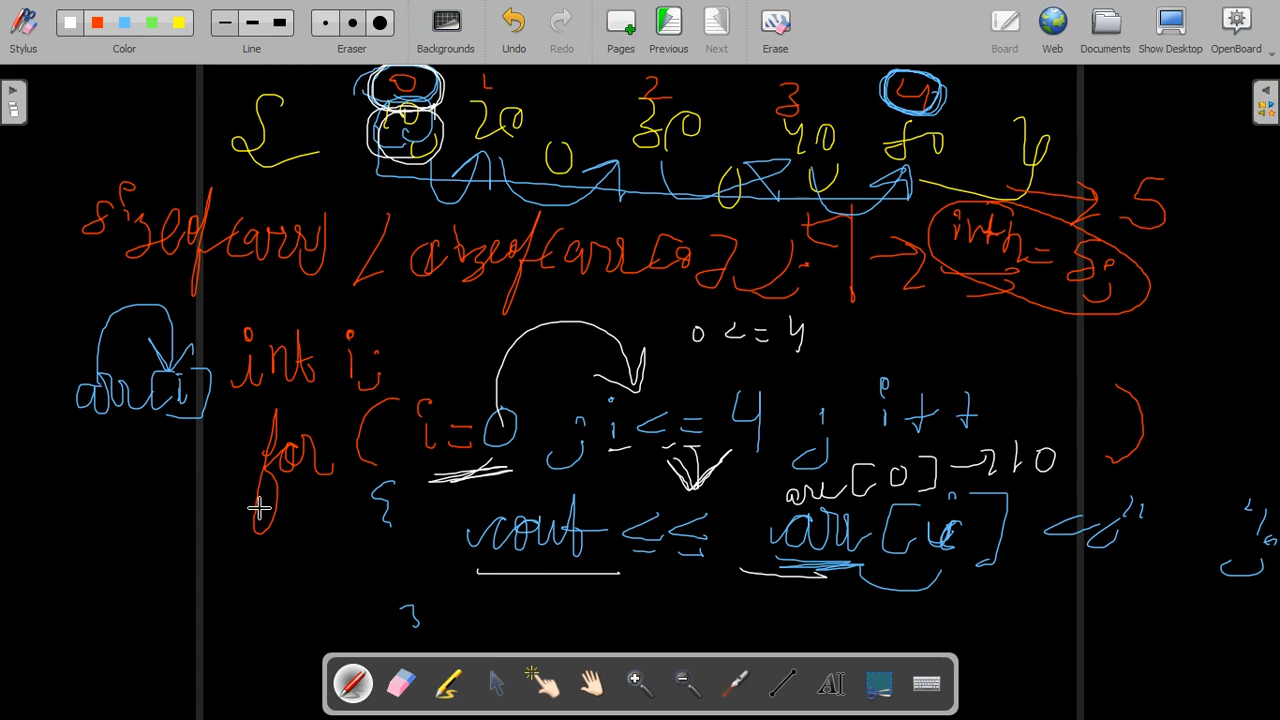 Stylus Color Line Eraser Backgrounds Undo Redo Pages Previous Next Erase Board Web Documents Show Desktop OpenBoard
0 1 2 3 4
{ 10 , 20 , 30 , 40 , 50 }
→ 5
sizeof(arr) / sizeof(arr[0]); → int n = 5;
0 <= 4
int i;
arr[i]
for ( i=0 ; i <= 4 ; i++ )
arr[0] → 10
{
cout << arr[i] << " ";
}